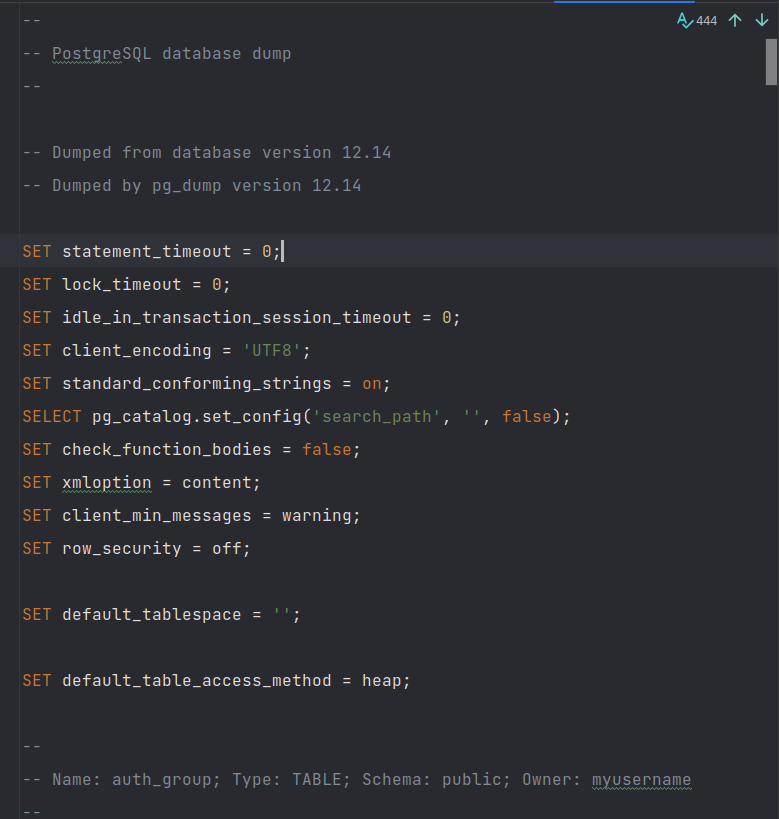 --
444
-- PostgreSQL database dump
--
-- Dumped from database version 12.14
-- Dumped by pg_dump version 12.14
SET statement_timeout = 0;
SET lock_timeout = 0;
SET idle_in_transaction_session_timeout = 0;
SET client_encoding = 'UTF8';
SET standard_conforming_strings = on;
SELECT pg_catalog.set_config('search_path', '', false);
SET check_function_bodies = false;
SET xmloption = content;
SET client_min_messages = warning;
SET row_security = off;
SET default_tablespace = '';
SET default_table_access_method = heap;
--
-- Name: auth_group; Type: TABLE; Schema: public; Owner: myusername
--